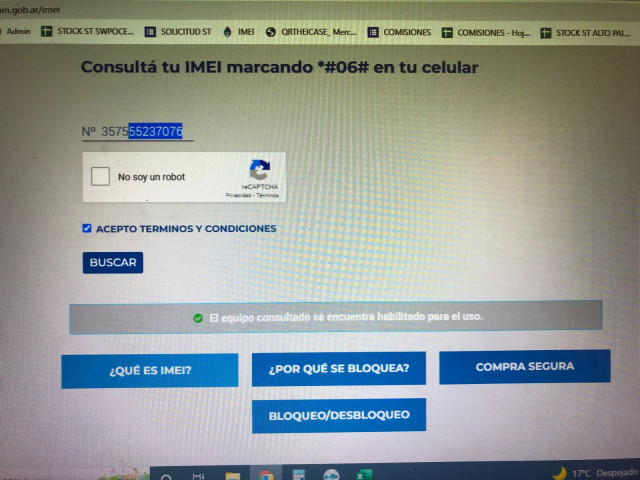 om.gob.ar/imei
Admin STOCK ST SWPOCE... SOLICITUD ST IMEI QRTHEICASE_ Merc... COMISIONES COMISIONES - Hoj... STOCK ST ALTO PAL...
Consultá tu IMEI marcando *#06# en tu celular
Nº 357555237076
No soy un robot
reCAPTCHA
Privacidad - Términos
ACEPTO TERMINOS Y CONDICIONES
BUSCAR
El equipo consultado se encuentra habilitado para el uso.
¿QUÉ ES IMEI?
¿POR QUÉ SE BLOQUEA?
COMPRA SEGURA
BLOQUEO/DESBLOQUEO
17°C Despejado